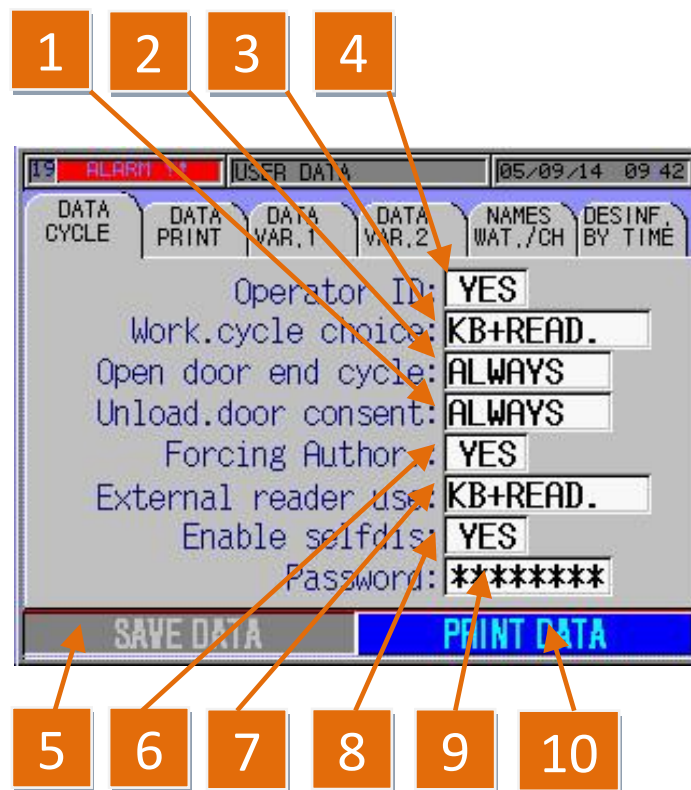 1 2 3 4
19 ALARM 1* USER DATA 05/09/14 09 42
DATA CYCLE DATA PRINT DATA VAR.1 DATA VAR.2 NAMES WAT./CH DESINF. BY TIME
Operator ID: YES
Work.cycle choice: KB+READ.
Open door end cycle: ALWAYS
Unload.door consent: ALWAYS
Forcing Author.: YES
External reader use: KB+READ.
Enable selfdis: YES
Password: ********
SAVE DATA PRINT DATA
5 6 7 8 9 10